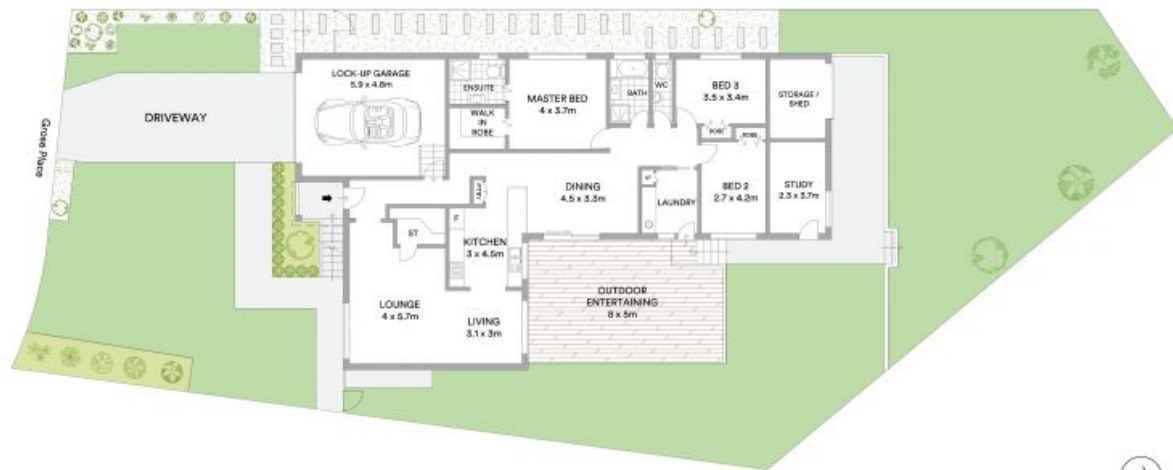 LOCK-UP GARAGE
5.9 x 4.8m
ENSUITE
WALK
IN
ROBE
MASTER BED
4 x 3.7m
BATH
WC
BED 3
3.5 x 3.4m
STORAGE /
SHED
ROBE
ROBE
DRIVEWAY
Grose Place
DINING
4.5 x 3.3m
LAUNDRY
BED 2
2.7 x 4.2m
STUDY
2.3 x 3.7m
P'TRY
F
ST
KITCHEN
3 x 4.5m
LOUNGE
4 x 5.7m
LIVING
3.1 x 3m
OUTDOOR
ENTERTAINING
8 x 5m